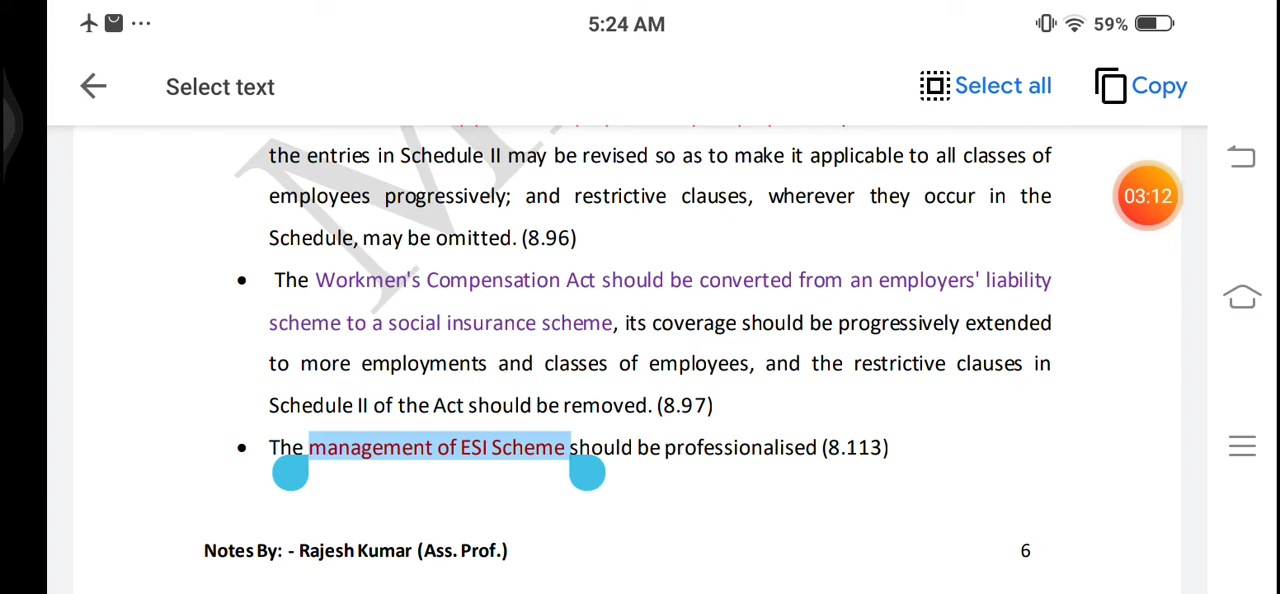 5:24 AM
59%
Select text
Select all
Copy
the entries in Schedule II may be revised so as to make it applicable to all classes of
employees progressively; and restrictive clauses, wherever they occur in the
Schedule, may be omitted. (8.96)
03:12
• The Workmen's Compensation Act should be converted from an employers' liability
scheme to a social insurance scheme, its coverage should be progressively extended
to more employments and classes of employees, and the restrictive clauses in
Schedule II of the Act should be removed. (8.97)
• The management of ESI Scheme should be professionalised (8.113)
Notes By: - Rajesh Kumar (Ass. Prof.)
6